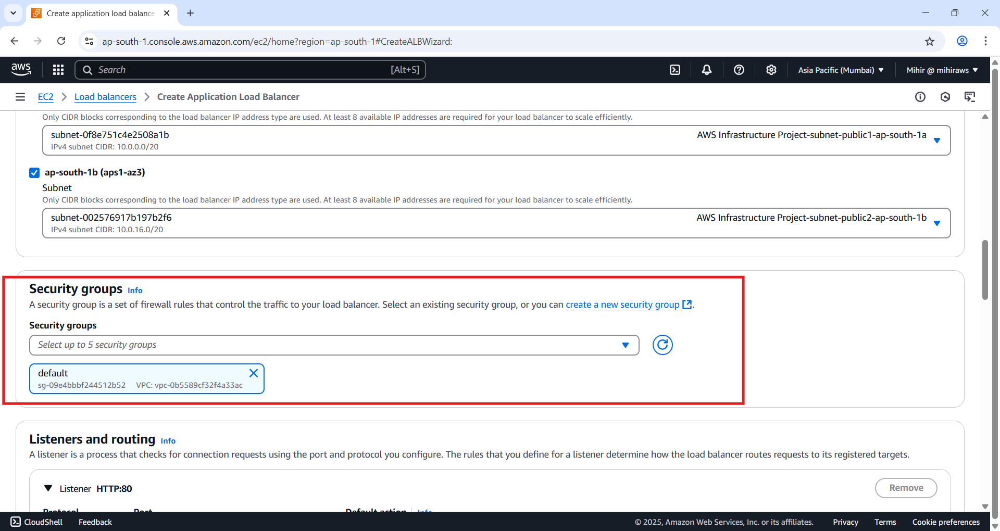 Create application load balance
ap-south-1.console.aws.amazon.com/ec2/home?region=ap-south-1#CreateALBWizard:
aws
Search
[Alt+S]
Asia Pacific (Mumbai)
Mihir @ mihiraws
EC2
Load balancers
Create Application Load Balancer
Only CIDR blocks corresponding to the load balancer IP address type are used. At least 8 available IP addresses are required for your load balancer to scale efficiently.
subnet-0f8e751c4e2508a1b
AWS Infrastructure Project-subnet-public1-ap-south-1a
IPv4 subnet CIDR: 10.0.0.0/20
ap-south-1b (aps1-az3)
Subnet
Only CIDR blocks corresponding to the load balancer IP address type are used. At least 8 available IP addresses are required for your load balancer to scale efficiently.
subnet-002576917b197b2f6
AWS Infrastructure Project-subnet-public2-ap-south-1b
IPv4 subnet CIDR: 10.0.16.0/20
Security groups Info
A security group is a set of firewall rules that control the traffic to your load balancer. Select an existing security group, or you can create a new security group.
Security groups
Select up to 5 security groups
default
sg-09e4bbbf244512b52 VPC: vpc-0b5589cf32f4a33ac
Listeners and routing Info
A listener is a process that checks for connection requests using the port and protocol you configure. The rules that you define for a listener determine how the load balancer routes requests to its registered targets.
Listener HTTP:80
Remove
Protocol Port Default action Info
CloudShell Feedback
© 2025, Amazon Web Services, Inc. or its affiliates. Privacy Terms Cookie preferences